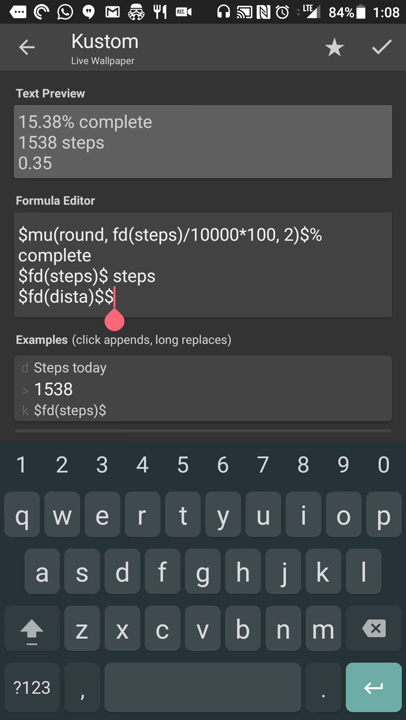 LTE 84% 1:08
Kustom
Live Wallpaper
Text Preview
15.38% complete
1538 steps
0.35
Formula Editor
$mu(round, fd(steps)/10000*100, 2)$%
complete
$fd(steps)$ steps
$fd(dista)$$
Examples (click appends, long replaces)
d Steps today
> 1538
k $fd(steps)$
1 2 3 4 5 6 7 8 9 0
q w e r t y u i o p
a s d f g h j k l
z x c v b n m
?123 , .